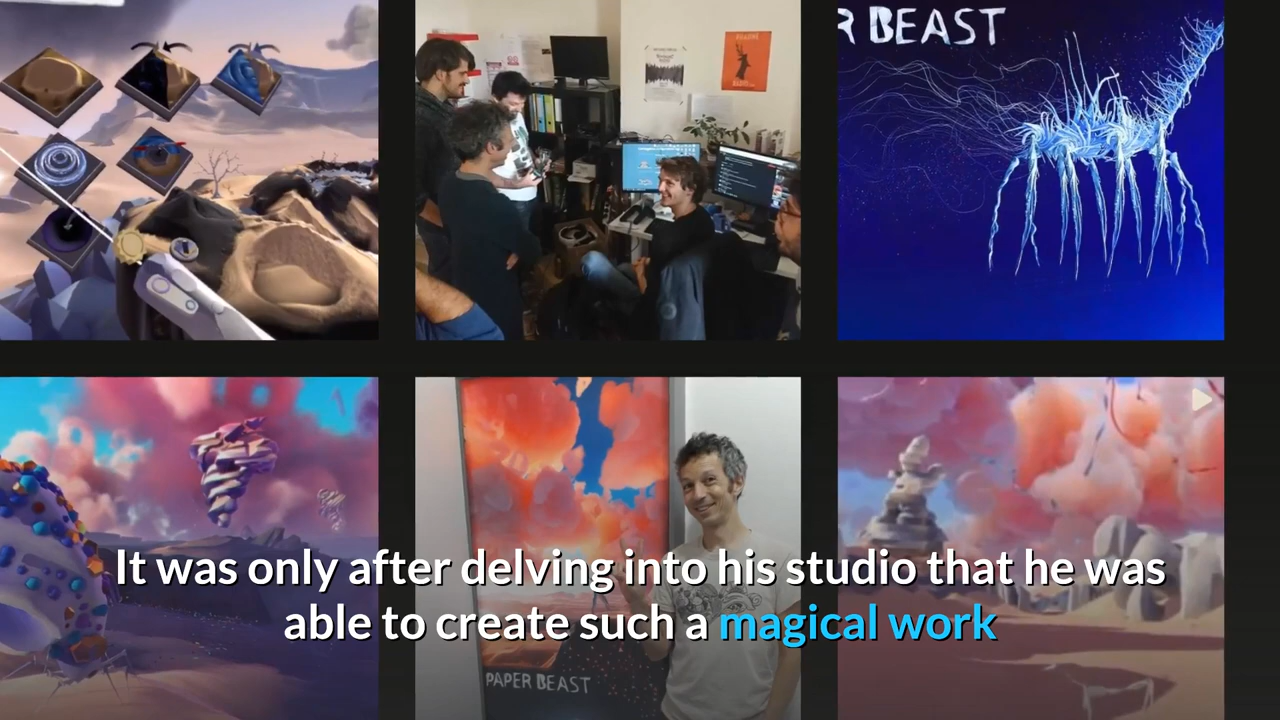 R BEAST
It was only after delving into his studio that he was
able to create such a magical work
PAPER BEAST